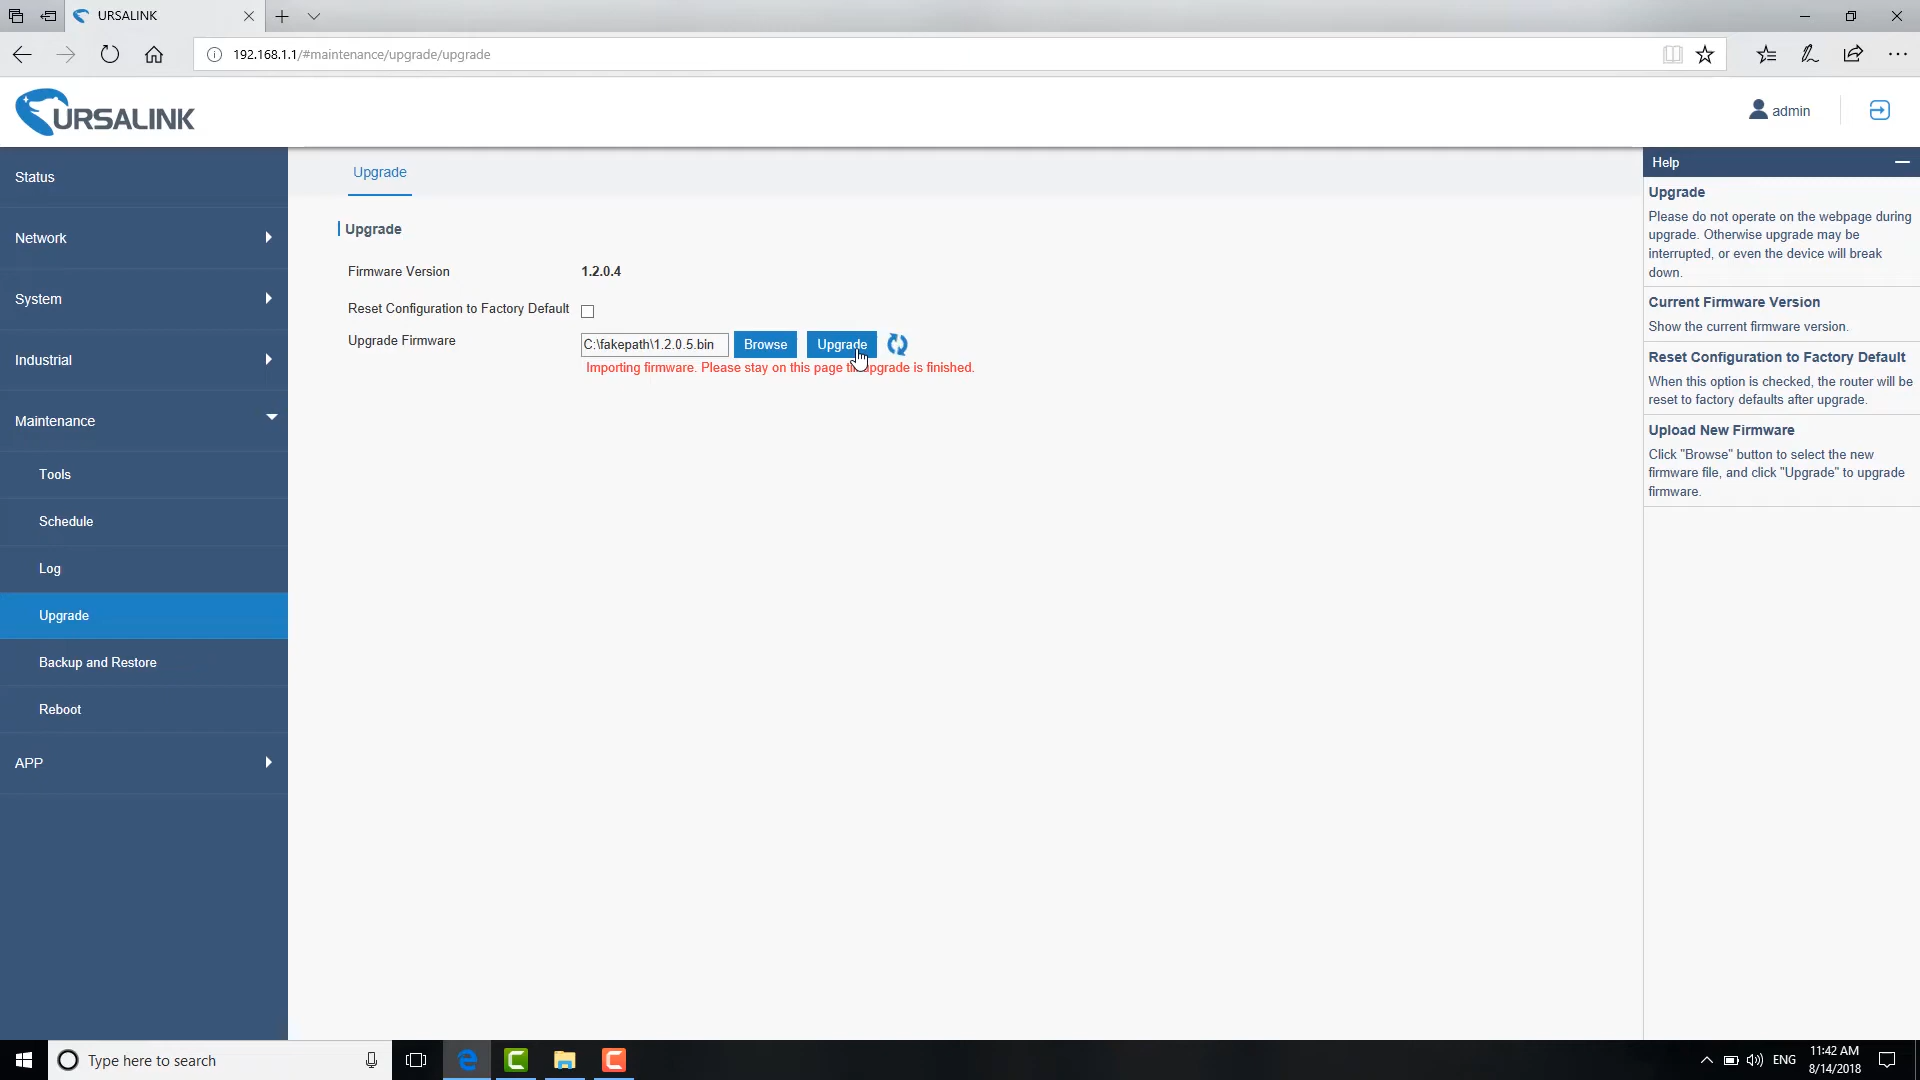 URSALINK
192.168.1.1/#maintenance/upgrade/upgrade
URSALINK
admin
Status
Network
System
Industrial
Maintenance
Tools
Schedule
Log
Upgrade
Backup and Restore
Reboot
APP
Upgrade
Upgrade
Firmware Version 1.2.0.4
Reset Configuration to Factory Default
Upgrade Firmware C:\fakepath\1.2.0.5.bin Browse Upgrade
Importing firmware. Please stay on this page upgrade is finished.
Help
Upgrade
Please do not operate on the webpage during
upgrade. Otherwise upgrade may be
interrupted, or even the device will break
down.
Current Firmware Version
Show the current firmware version.
Reset Configuration to Factory Default
When this option is checked, the router will be
reset to factory defaults after upgrade.
Upload New Firmware
Click "Browse" button to select the new
firmware file, and click "Upgrade" to upgrade
firmware.
Type here to search
ENG
11:42 AM
8/14/2018